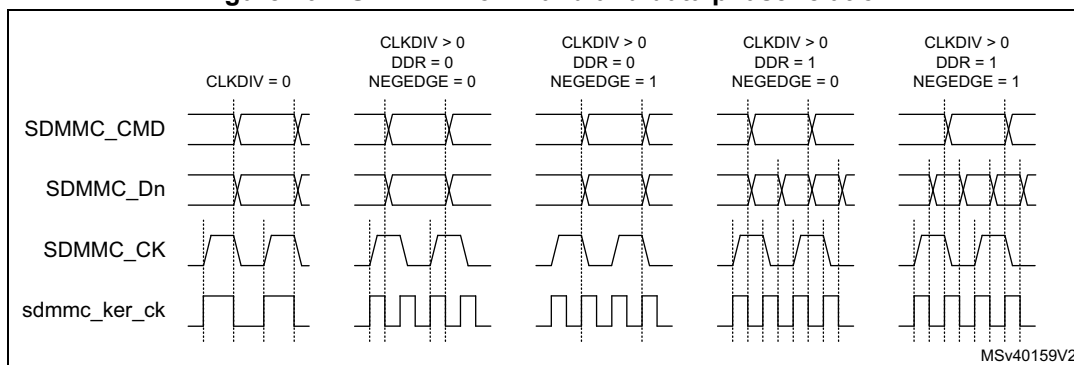 CLKDIV = 0
CLKDIV > 0
DDR = 0
NEGEDGE = 0
CLKDIV > 0
DDR = 0
NEGEDGE = 1
CLKDIV > 0
DDR = 1
NEGEDGE = 0
CLKDIV > 0
DDR = 1
NEGEDGE = 1
SDMMC_CMD
SDMMC_Dn
SDMMC_CK
sdmmc_ker_ck
MSv40159V2